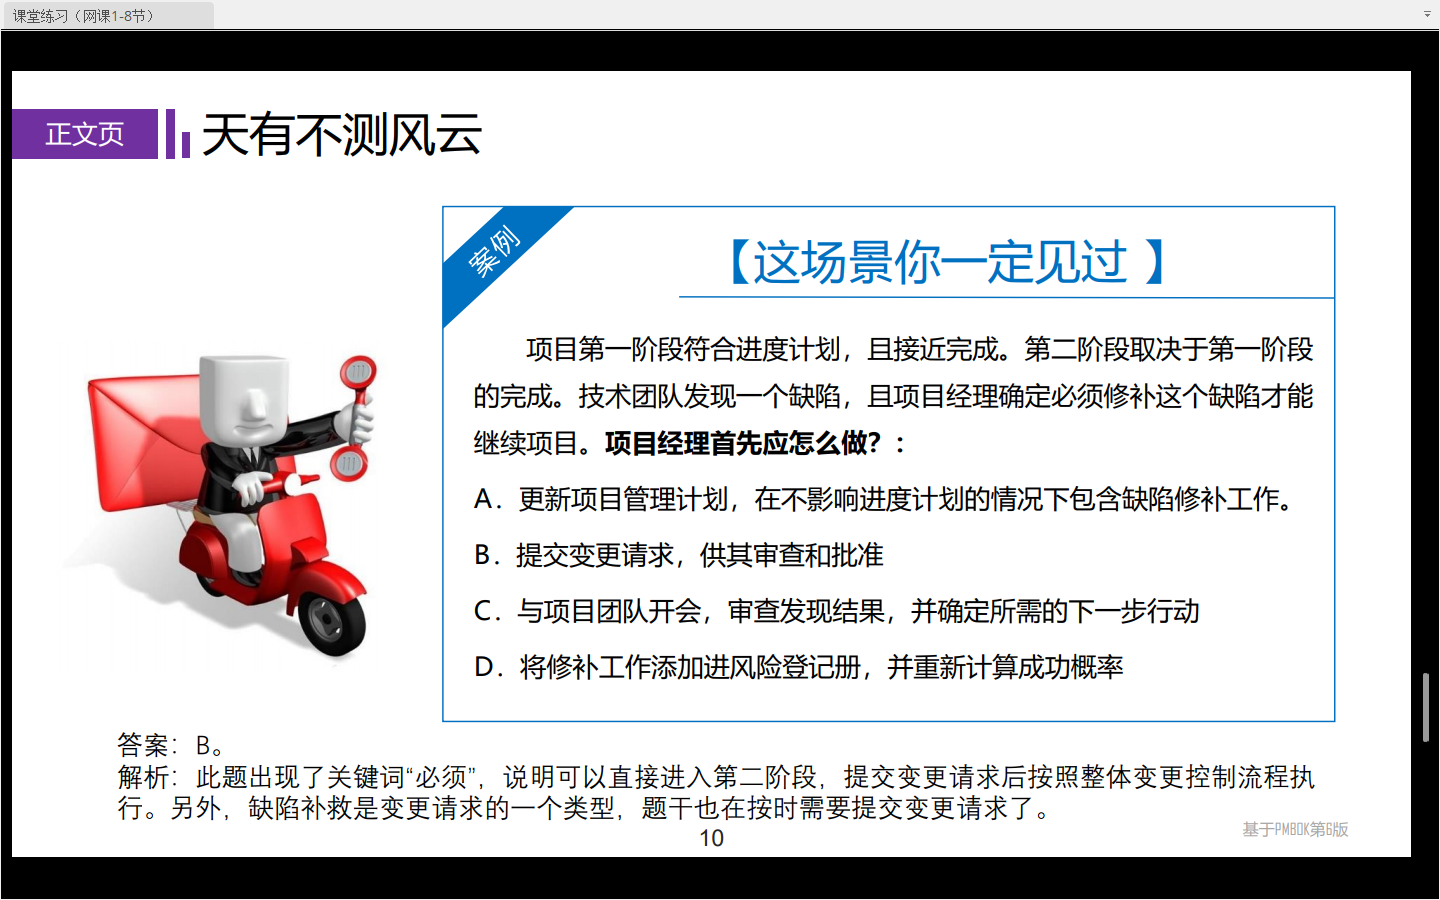 课堂练习（网课1-8节）
正文页
天有不测风云
案例
【这场景你一定见过 】
项目第一阶段符合进度计划，且接近完成。第二阶段取决于第一阶段
的完成。技术团队发现一个缺陷，且项目经理确定必须修补这个缺陷才能
继续项目。项目经理首先应怎么做？：
A．更新项目管理计划，在不影响进度计划的情况下包含缺陷修补工作。
B．提交变更请求，供其审查和批准
C．与项目团队开会，审查发现结果，并确定所需的下一步行动
D．将修补工作添加进风险登记册，并重新计算成功概率
答案：B。
解析：此题出现了关键词“必须”，说明可以直接进入第二阶段，提交变更请求后按照整体变更控制流程执
行。另外，缺陷补救是变更请求的一个类型，题干也在按时需要提交变更请求了。
10
基于PMBOK第6版